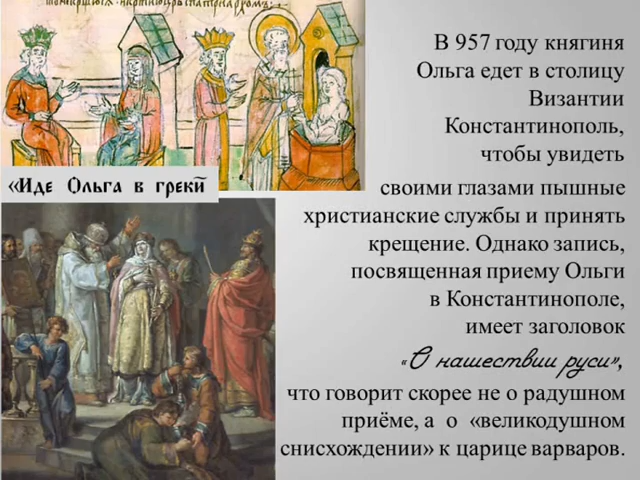 «Иде Ольга в греки
В 957 году княгиня
Ольга едет в столицу
Византии
Константинополь,
чтобы увидеть
своими глазами пышные
христианские службы и принять
крещение. Однако запись,
посвященная приему Ольги
в Константинополе,
имеет заголовок
«О нашествии руси»,
что говорит скорее не о радушном
приёме, а о «великодушном
снисхождении» к царице варваров.